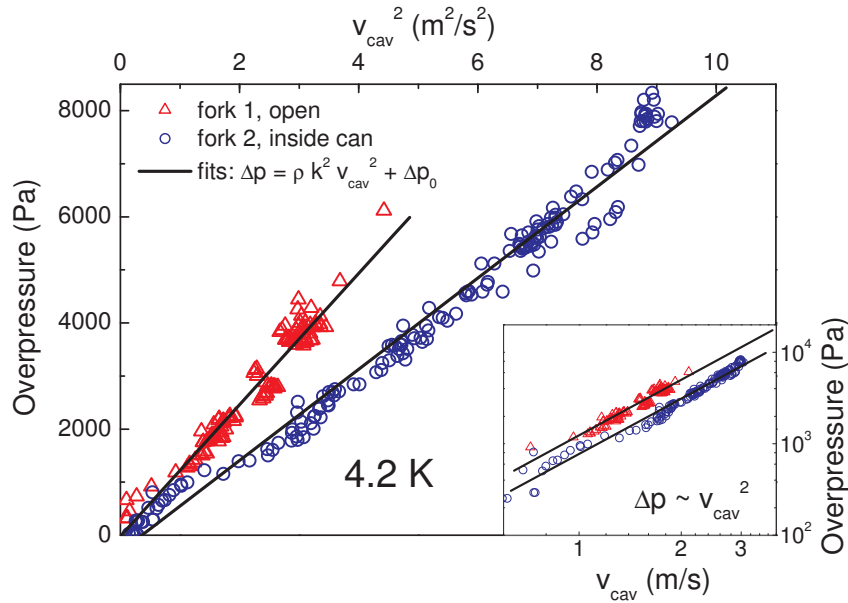 v_cav^2 (m^2/s^2)
0 2 4 6 8 10
8000
6000
4000
2000
0
Overpressure (Pa)
fork 1, open
fork 2, inside can
fits: Δp = ρ k^2 v_cav^2 + Δp_0
4.2 K
10^4
10^3
10^2
Overpressure (Pa)
Δp ~ v_cav^2
1 2 3
v_cav (m/s)